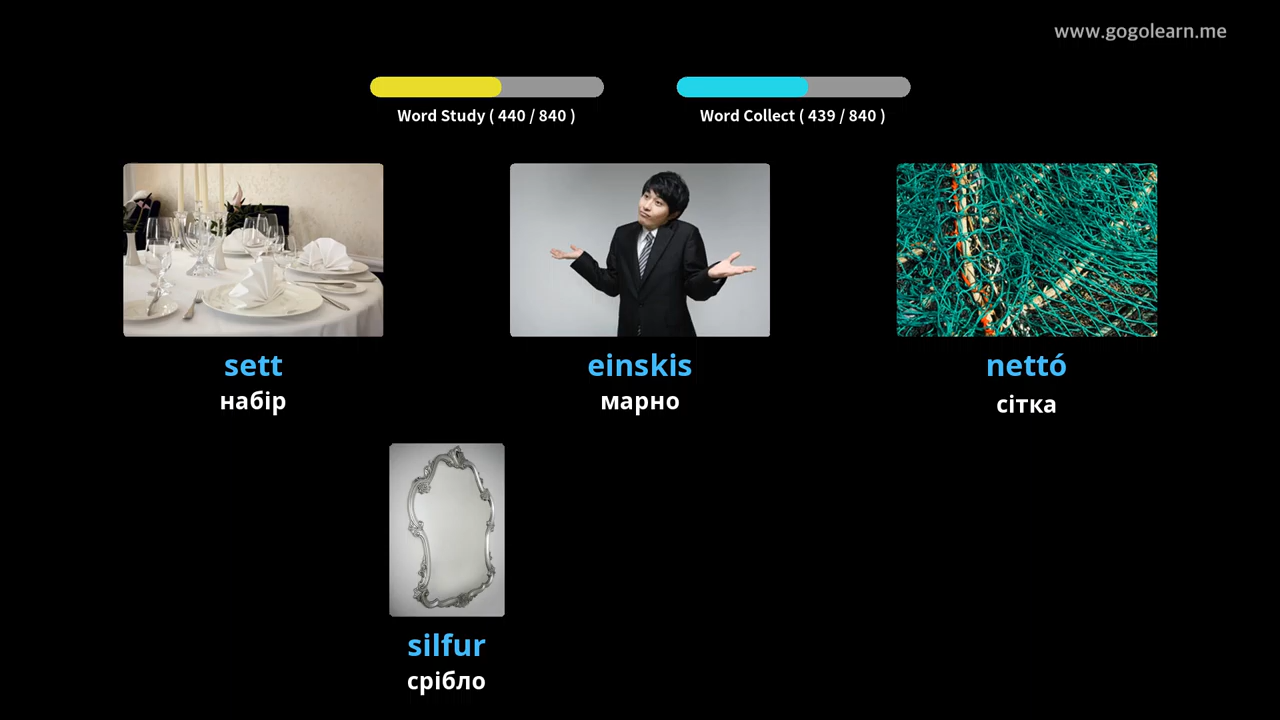 www.gogolearn.me
Word Study ( 440 / 840 )
Word Collect ( 439 / 840 )
sett
набір
einskis
марно
nettó
сітка
silfur
срібло